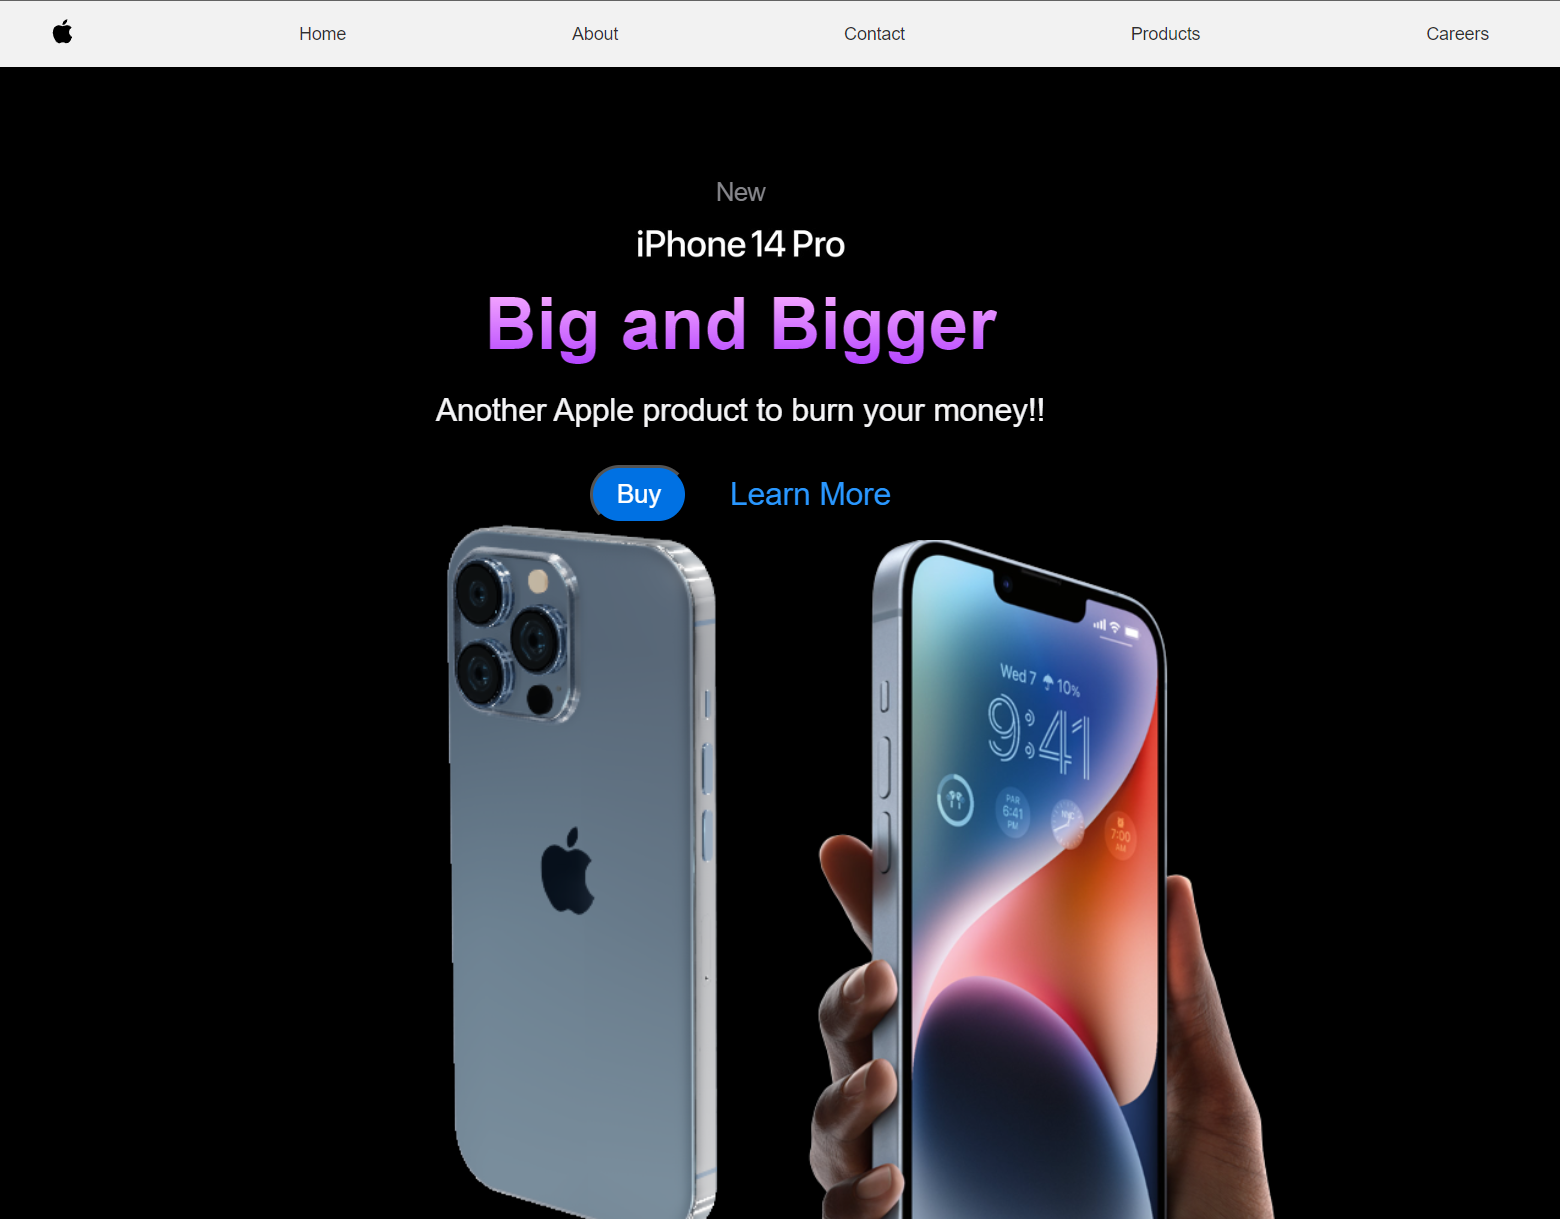 Home About Contact Products Careers
New
iPhone 14 Pro
Big and Bigger
Another Apple product to burn your money!!
Buy Learn More
Wed 7 10%
9:41
PAR
6:41
PM
NYC
7:00
AM